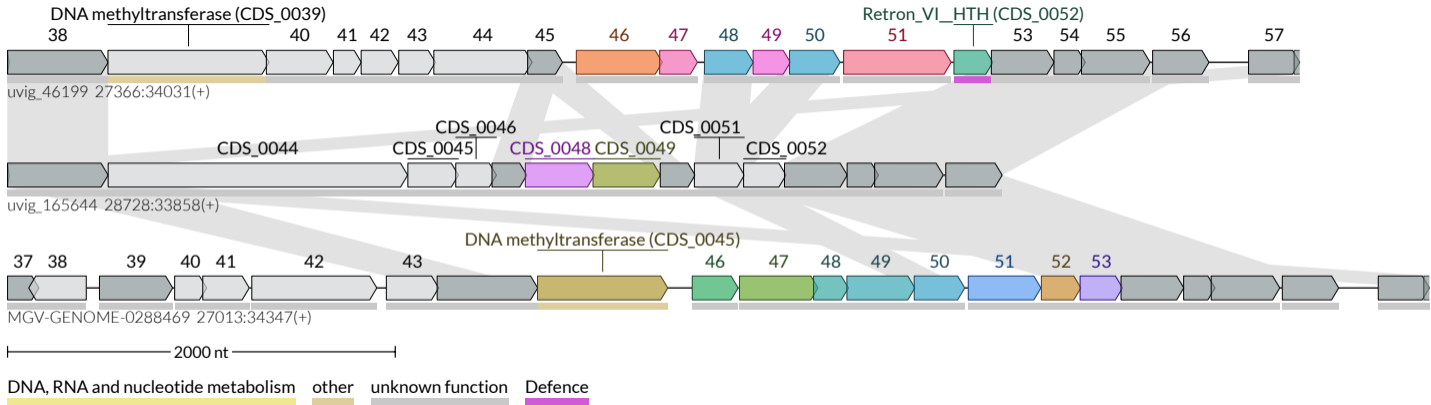 DNA methyltransferase (CDS_0039) Retron_VI__HTH (CDS_0052)
38 40 41 42 43 44 45 46 47 48 49 50 51 53 54 55 56 57
uvig_46199 27366:34031(+)
CDS_0046 CDS_0051
CDS_0044 CDS_0045 CDS_0048 CDS_0049 CDS_0052
uvig_165644 28728:33858(+)
DNA methyltransferase (CDS_0045)
37 38 39 40 41 42 43 46 47 48 49 50 51 52 53
MGV-GENOME-0288469 27013:34347(+)
2000 nt
DNA, RNA and nucleotide metabolism other unknown function Defence